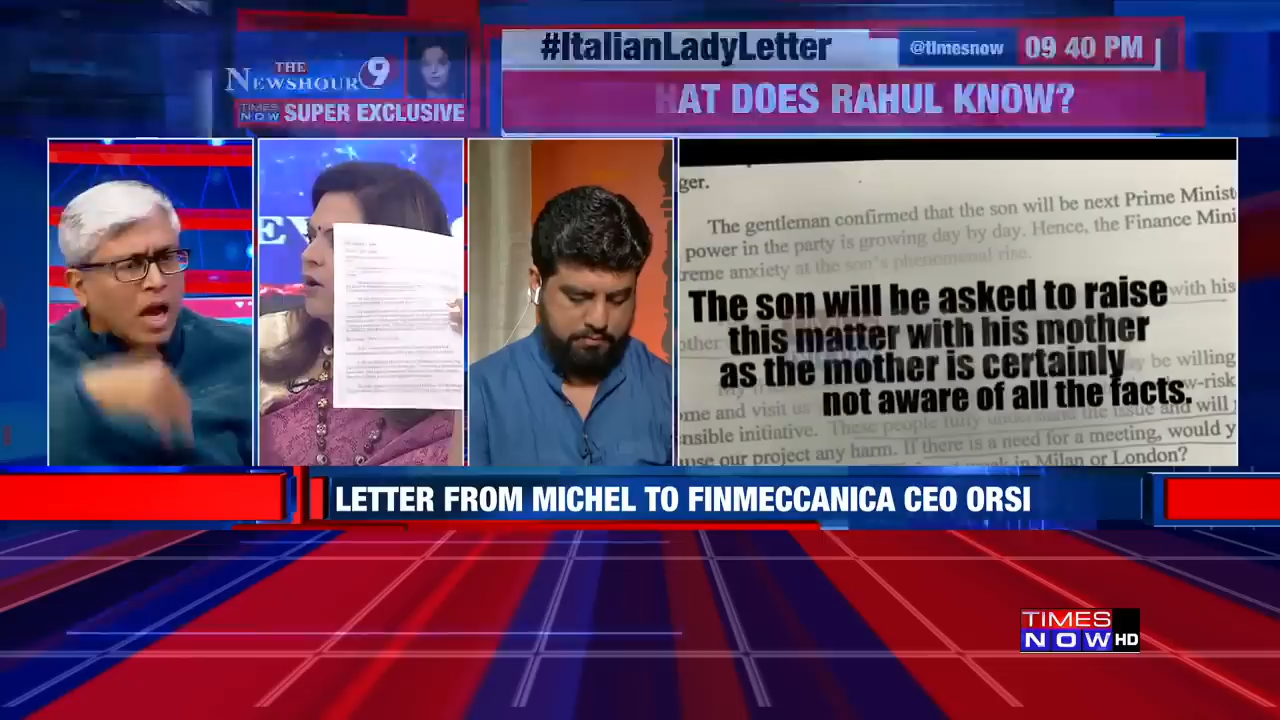 THE
NEWSHOUR 9
TIMES NOW SUPER EXCLUSIVE
#ItalianLadyLetter
@timesnow
09 40 PM
HAT DOES RAHUL KNOW?
ger.
The gentleman confirmed that the son will be next Prime Minist
power in the party is growing day by day. Hence, the Finance Mini
reme anxiety at the son's phenomenal rise.
with his
other
The son will be asked to raise
this matter with his mother
as the mother is certainly
not aware of all the facts.
y be willing
w-risk
me and visit us
nsible initiative. These people fully understand the issue and will
use our project any harm. If there is a need for a meeting, would y
week in Milan or London?
LETTER FROM MICHEL TO FINMECCANICA CEO ORSI
TIMES
NOW HD